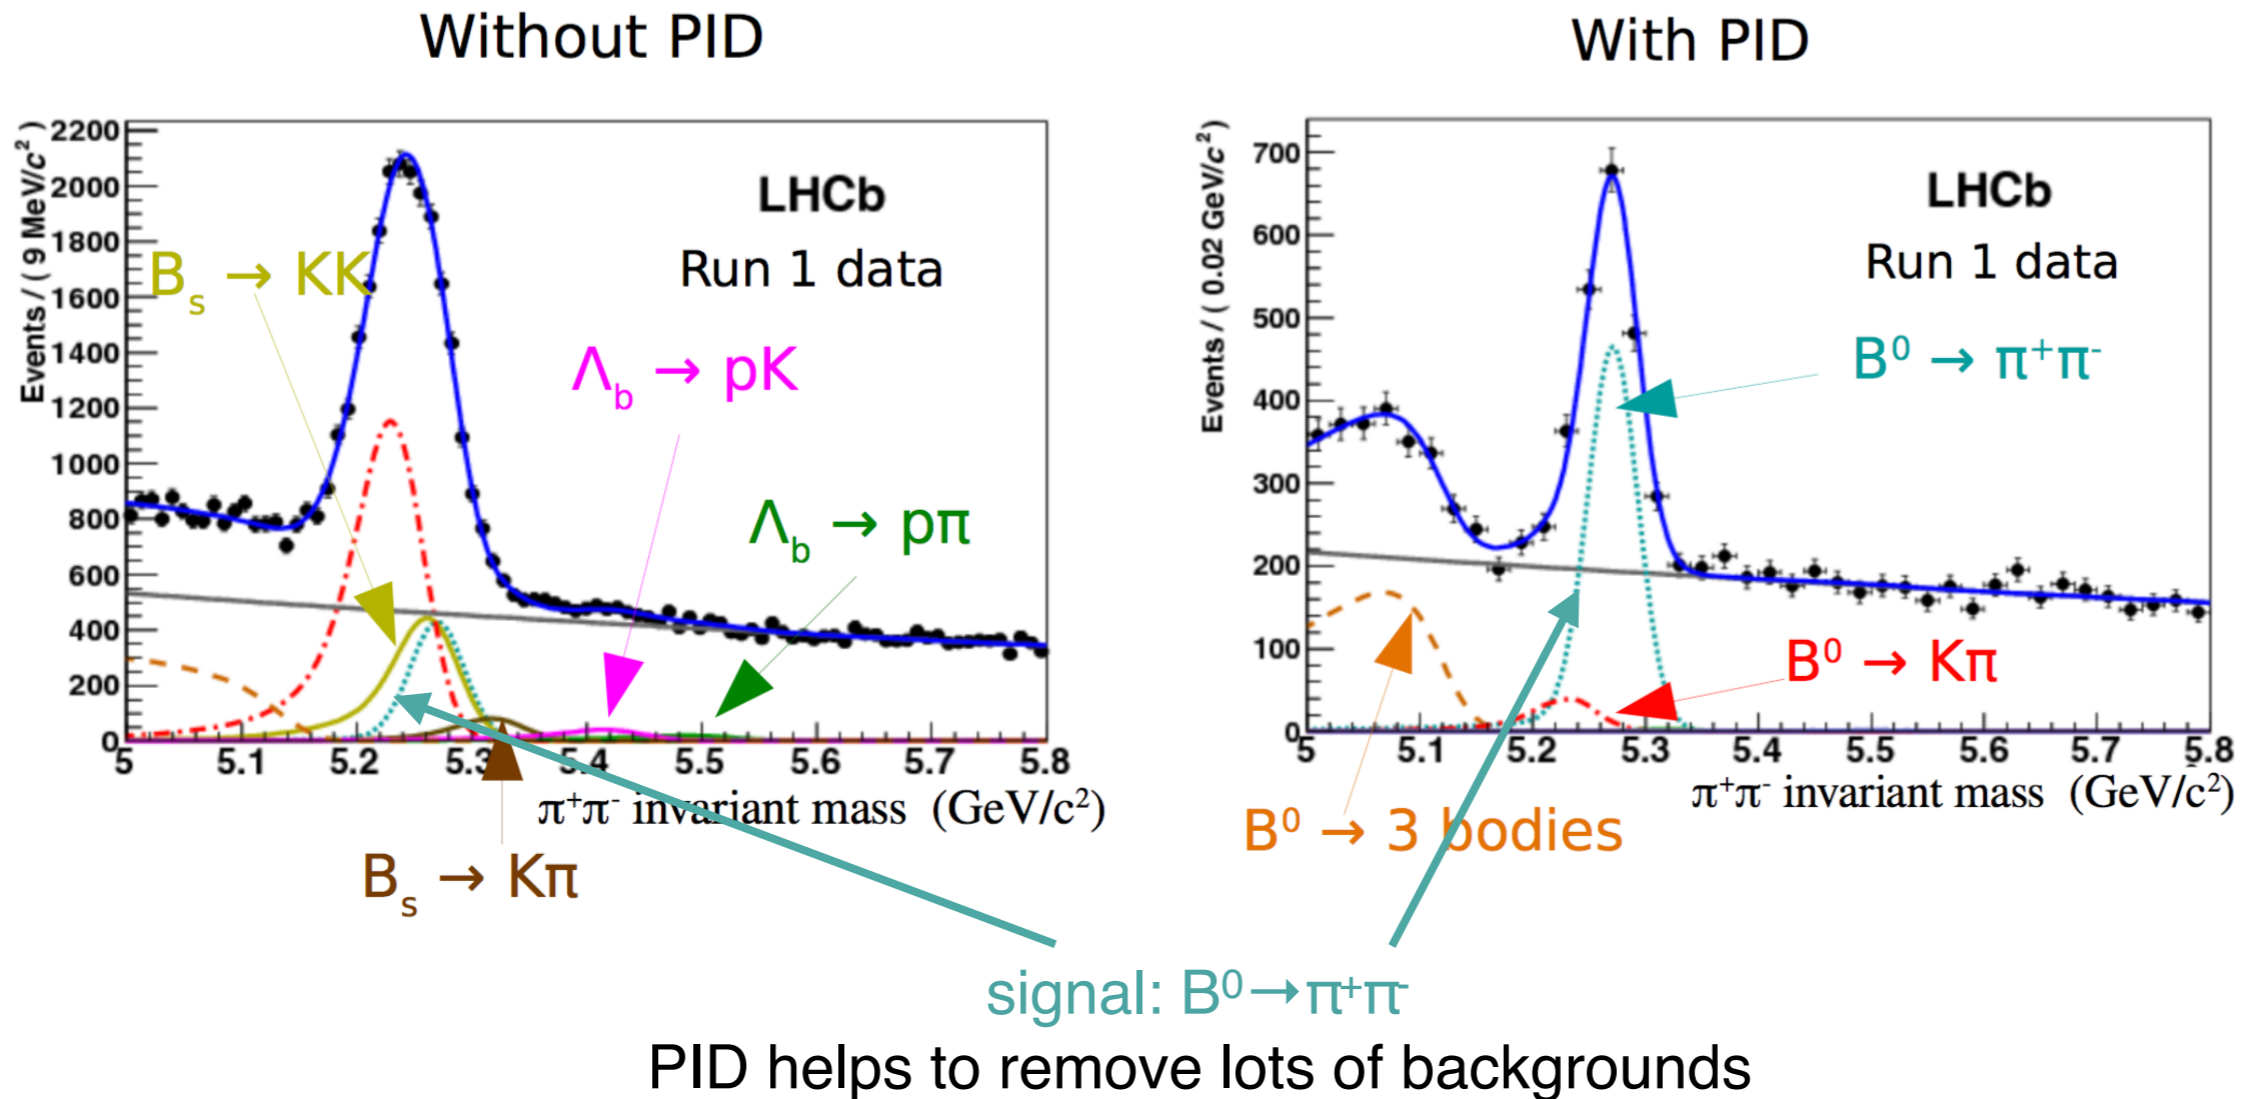 Without PID
With PID
Events / ( 9 MeV/c² )
2200
2000
1800
1600
1400
1200
1000
800
600
400
200
0
LHCb
Run 1 data
Bₛ → KK
Λ_b → pK
Λ_b → pπ
5 5.1 5.2 5.3 5.4 5.5 5.6 5.7 5.8
π⁺π⁻ invariant mass (GeV/c²)
Bₛ → Kπ
Events / ( 0.02 GeV/c² )
700
600
500
400
300
200
100
0
LHCb
Run 1 data
B⁰ → π⁺π⁻
B⁰ → Kπ
5 5.1 5.2 5.3 5.4 5.5 5.6 5.7 5.8
π⁺π⁻ invariant mass (GeV/c²)
B⁰ → 3 bodies
signal: B⁰→π⁺π⁻
PID helps to remove lots of backgrounds